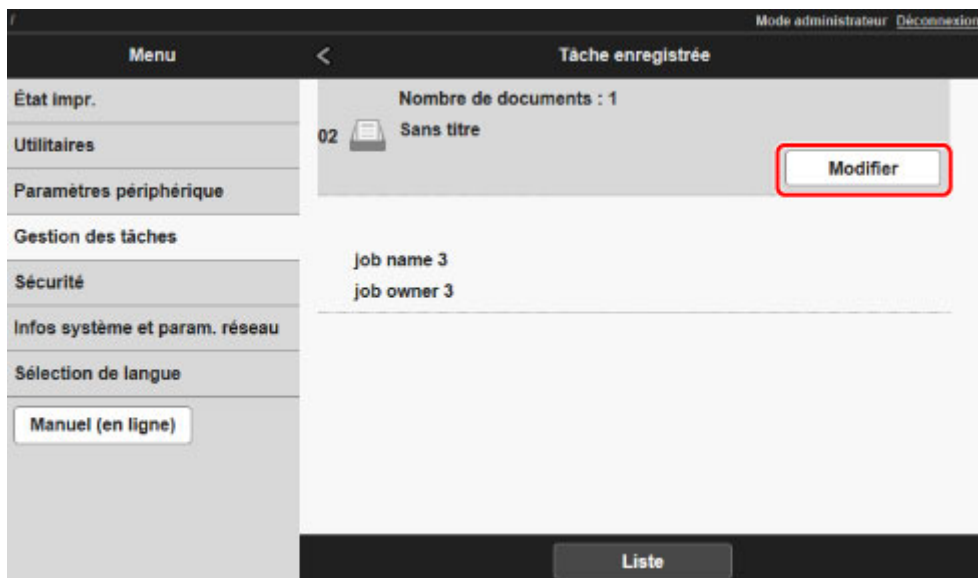 Mode administrateur Déconnexion
Menu
Tâche enregistrée
État impr.
Utilitaires
Paramètres périphérique
Gestion des tâches
Sécurité
Infos système et param. réseau
Sélection de langue
Manuel (en ligne)
Nombre de documents : 1
02 Sans titre
Modifier
job name 3
job owner 3
Liste